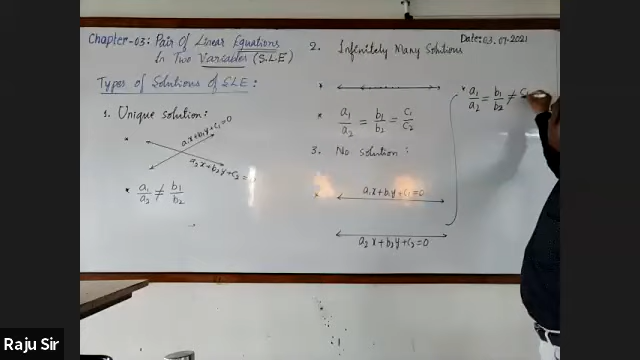 Chapter-03: Pair Of Linear Equations
In Two Variables (S.L.E)
Types of Solutions Of SLE:
1. Unique solution:
*
a₁x+b₁y+c₁=0
a₂x+b₂y+c₂=
* a₁/a₂ ≠ b₁/b₂
2. Infinitely Many Solutions
*
* a₁/a₂ = b₁/b₂ = c₁/c₂
3. No solution:
*
a₁x+b₁y+c₁=0
a₂x+b₂y+c₂=0
Date: 03.07.2021
* a₁/a₂ = b₁/b₂ ≠ c₁
Raju Sir